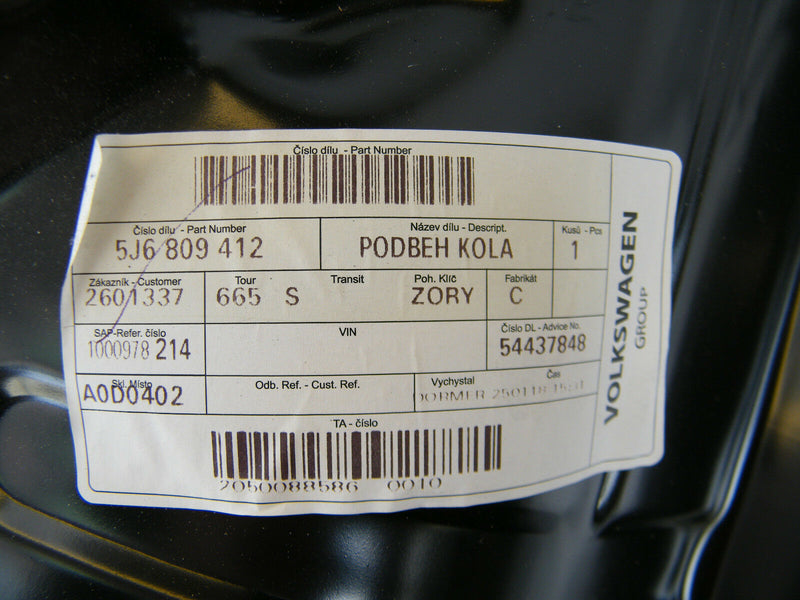 Číslo dílu - Part Number
Číslo dílu - Part Number
5J6 809 412
Název dílu - Descript.
PODBEH KOLA
Kusů - Pcs
1
Zákazník - Customer
2601337
Tour
665 S
Transit
Poh. Klíč
ZORY
Fabrikát
C
SAP-Refer. číslo
1000978 214
VIN
Číslo DL - Advice No.
54437848
Skl. Místo
A0D0402
Odb. Ref. - Cust. Ref.
Vychystal
Čas
250118
TA - číslo
2050088586 0010
VOLKSWAGEN
GROUP